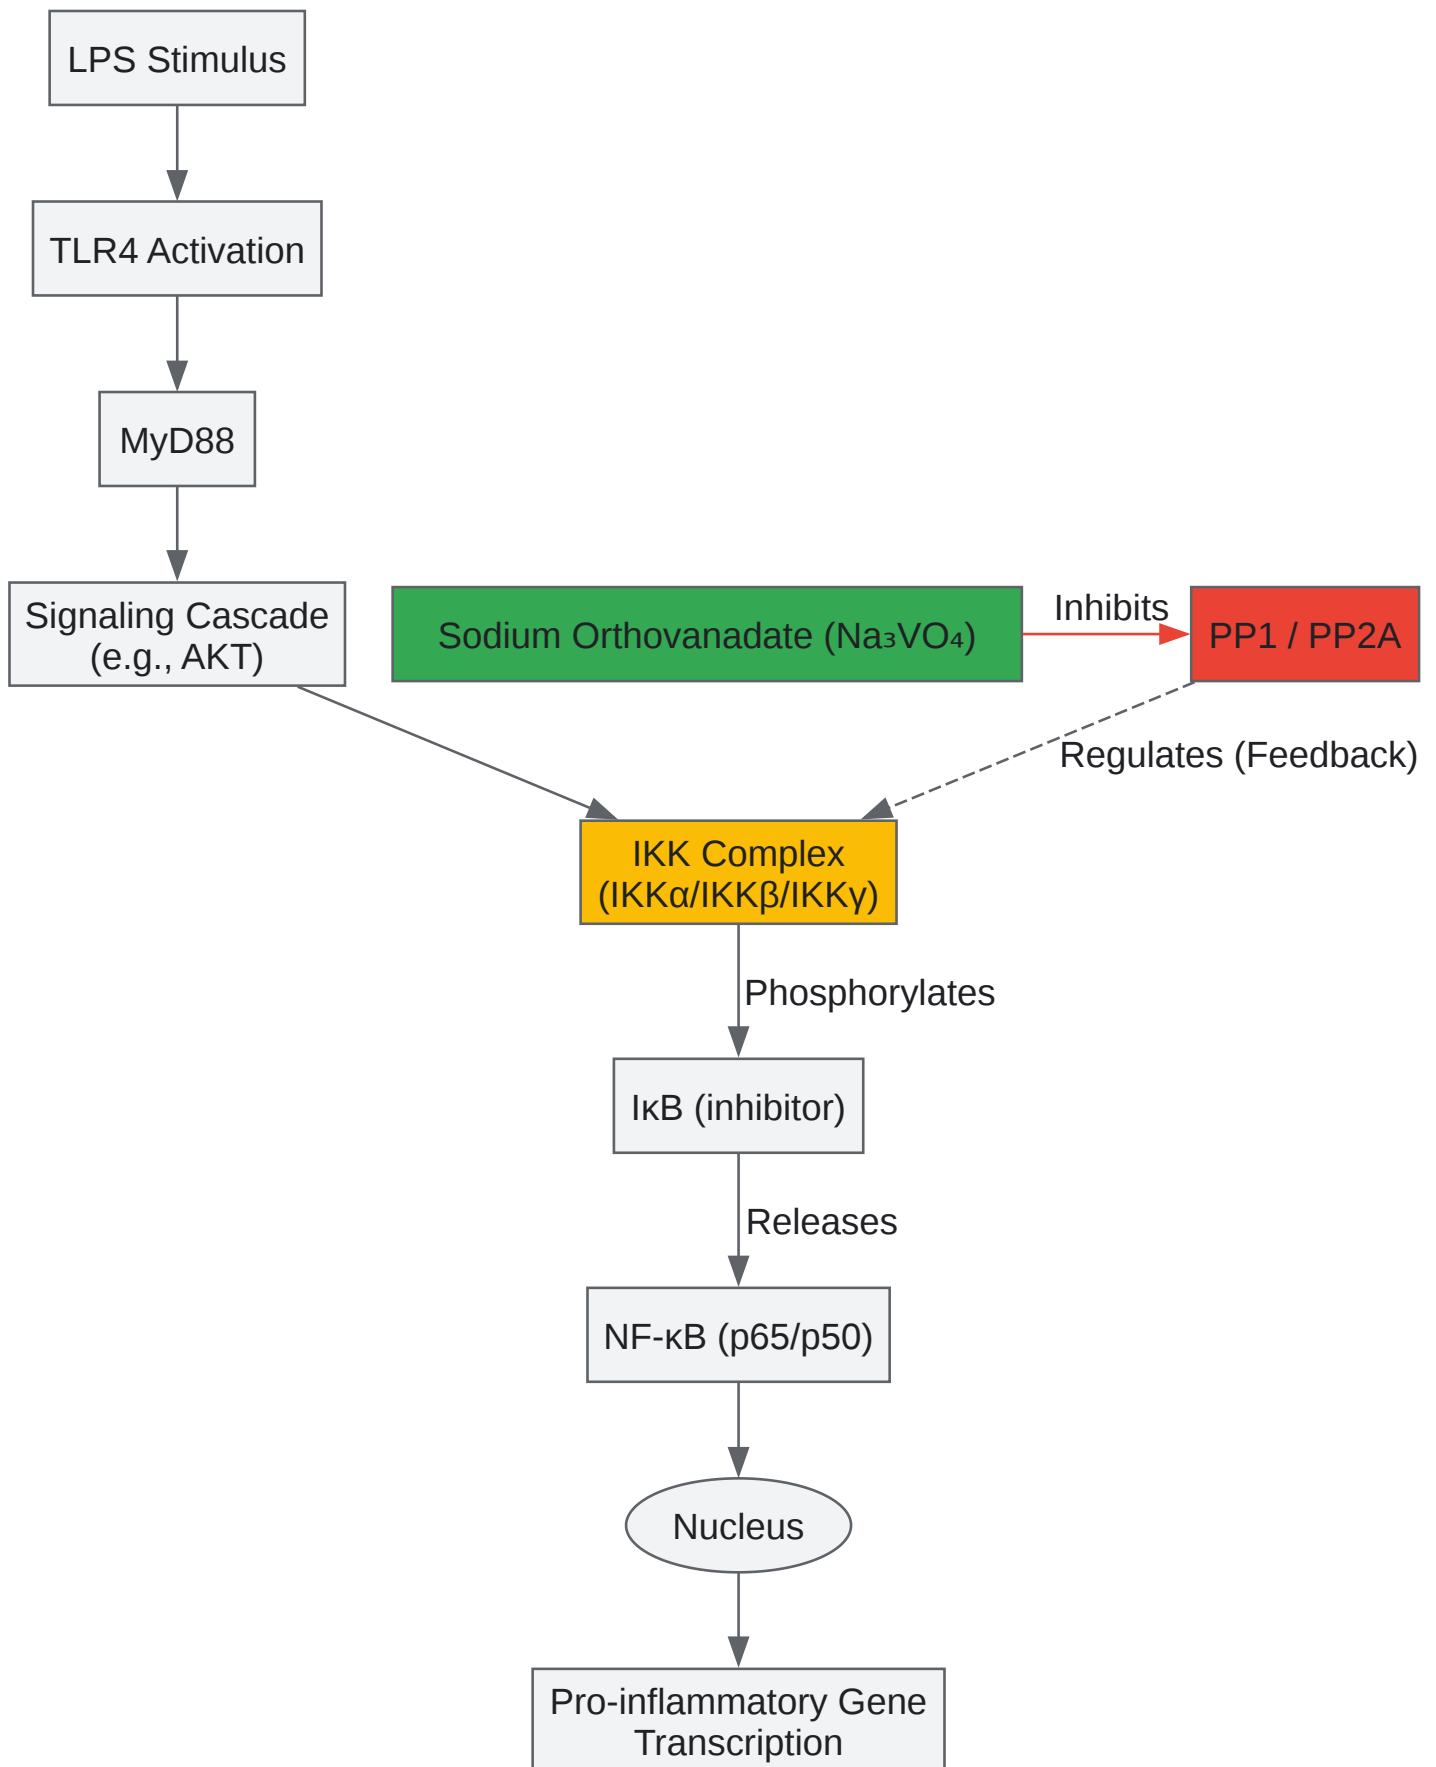 LPS Stimulus
TLR4 Activation
MyD88
Signaling Cascade
(e.g., AKT)
Sodium Orthovanadate (Na₃VO₄)
Inhibits
PP1 / PP2A
Regulates (Feedback)
IKK Complex
(IKKα/IKKβ/IKKγ)
Phosphorylates
IκB (inhibitor)
Releases
NF-κB (p65/p50)
Nucleus
Pro-inflammatory Gene
Transcription